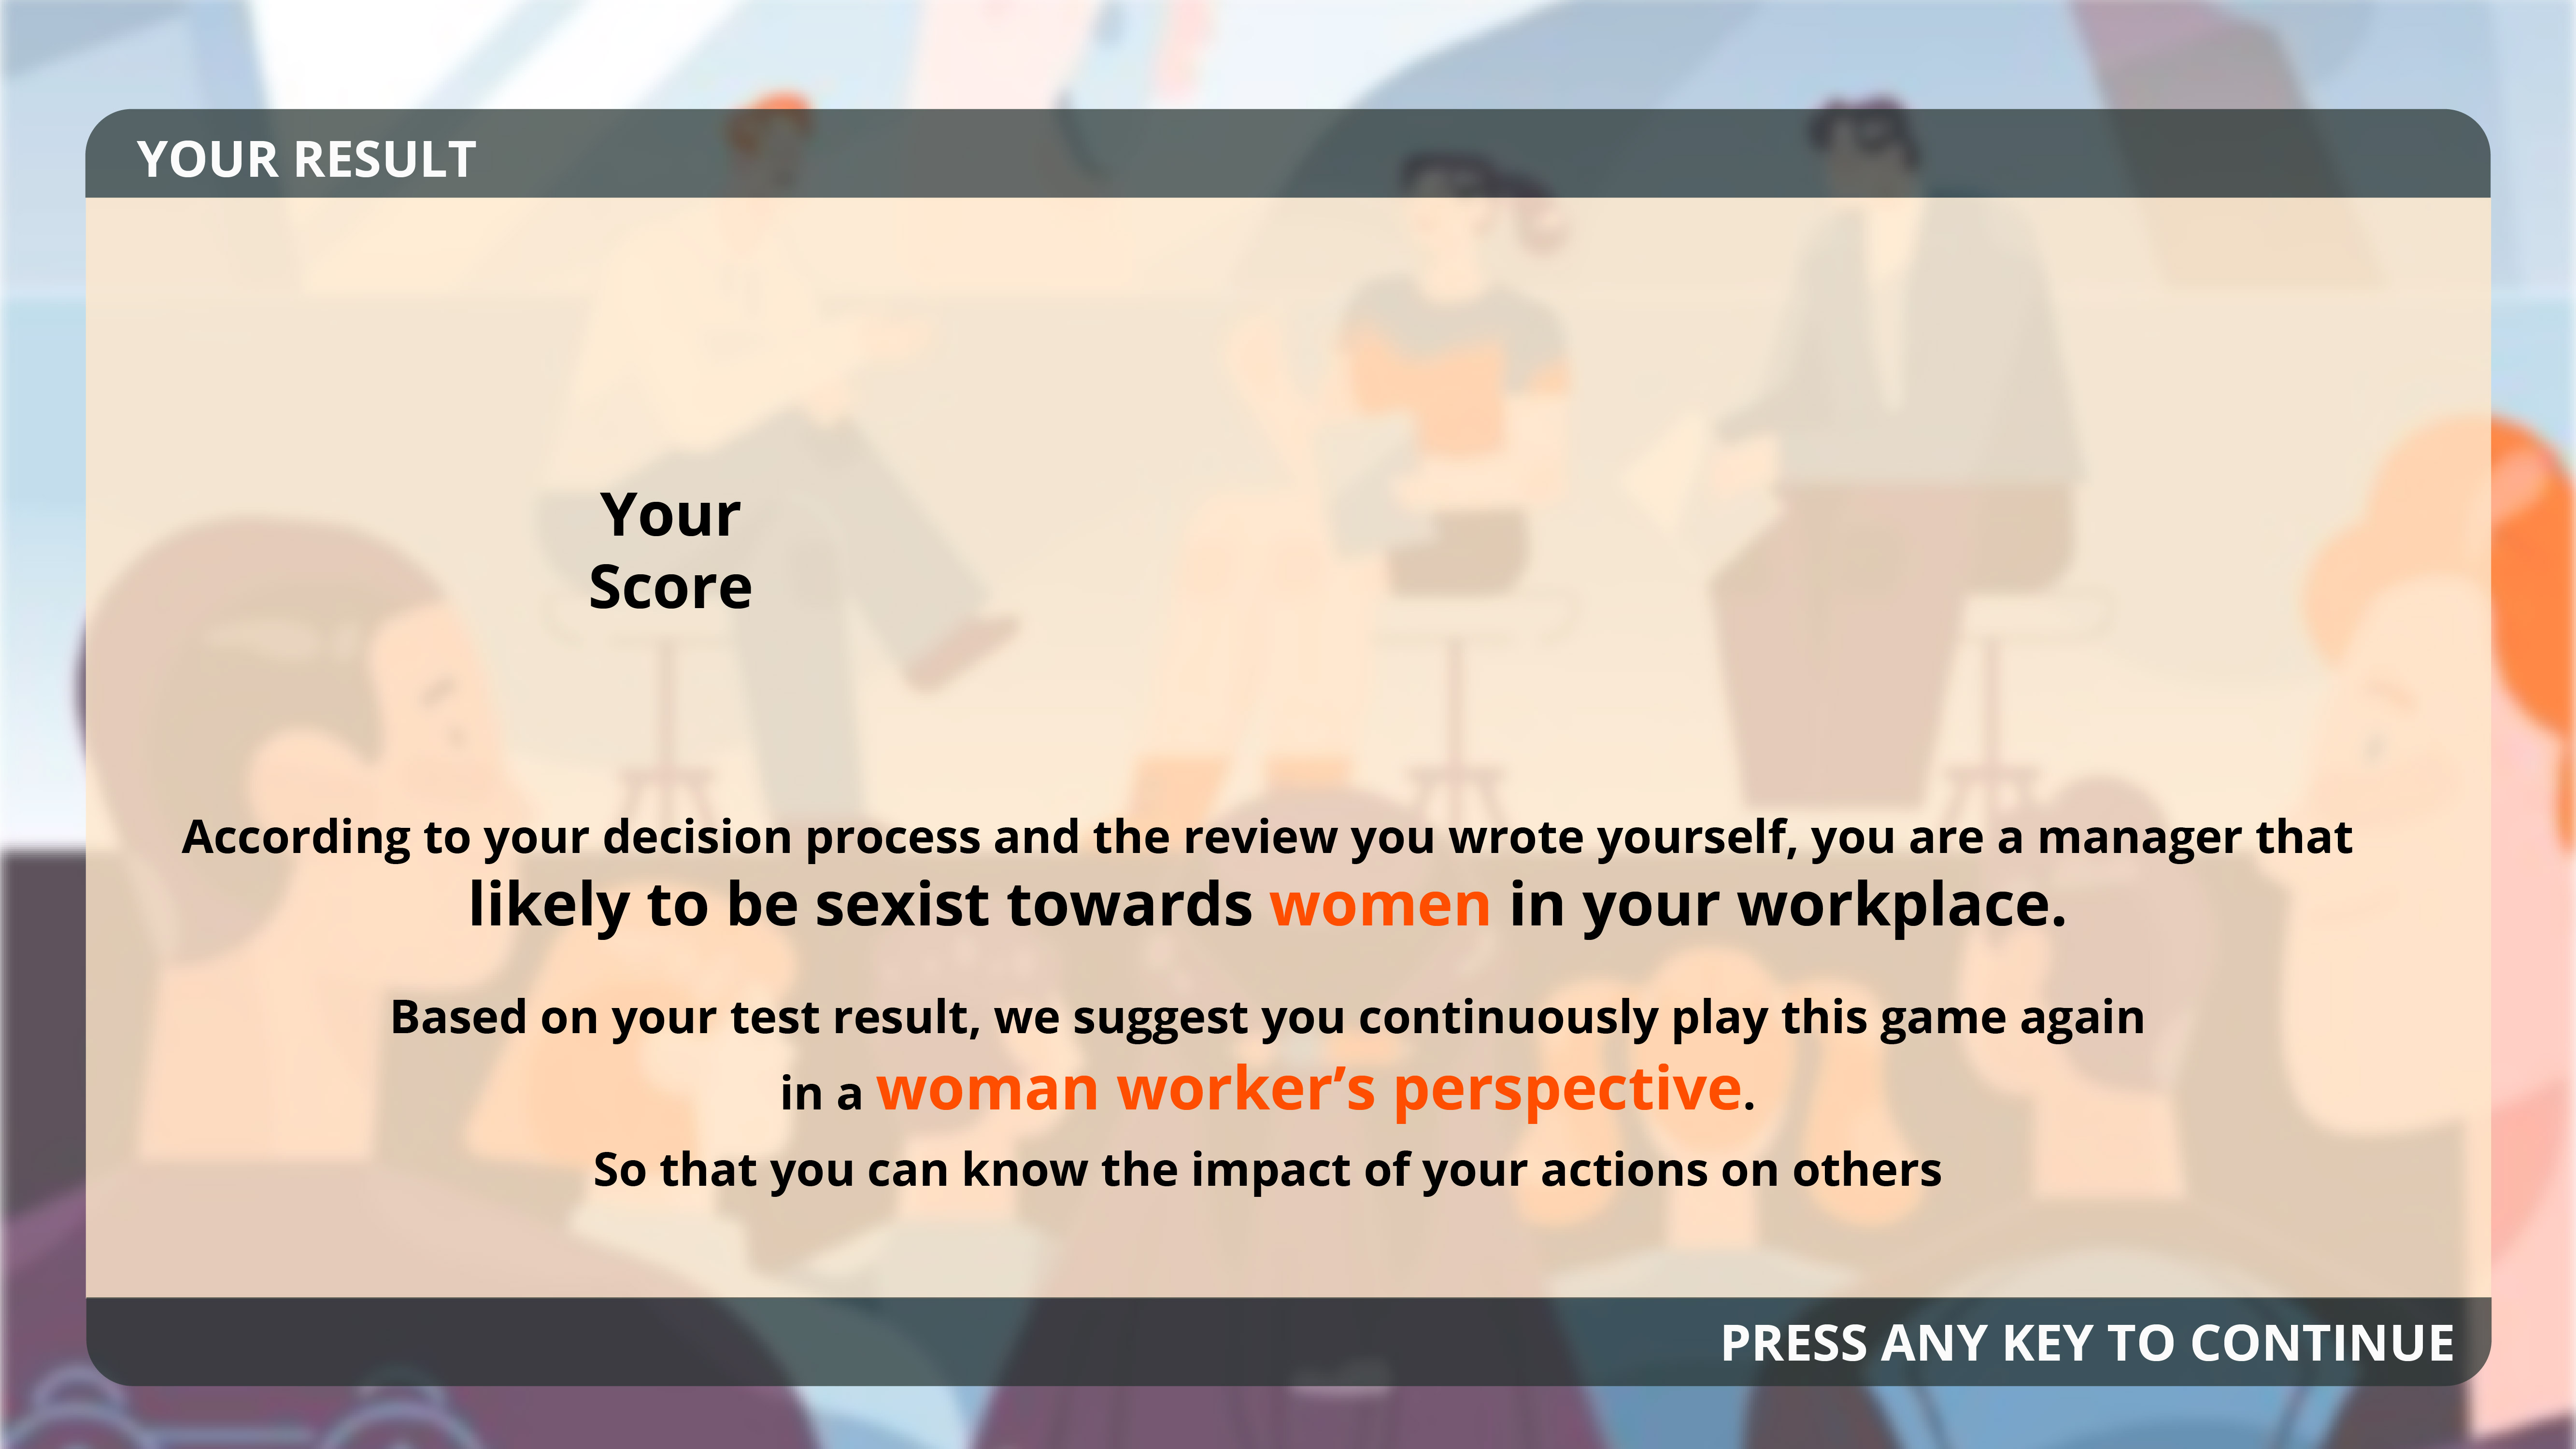 YOUR RESULT
Your
Score
According to your decision process and the review you wrote yourself, you are a manager that
likely to be sexist towards women in your workplace.
Based on your test result, we suggest you continuously play this game again
in a woman worker’s perspective.
So that you can know the impact of your actions on others
PRESS ANY KEY TO CONTINUE